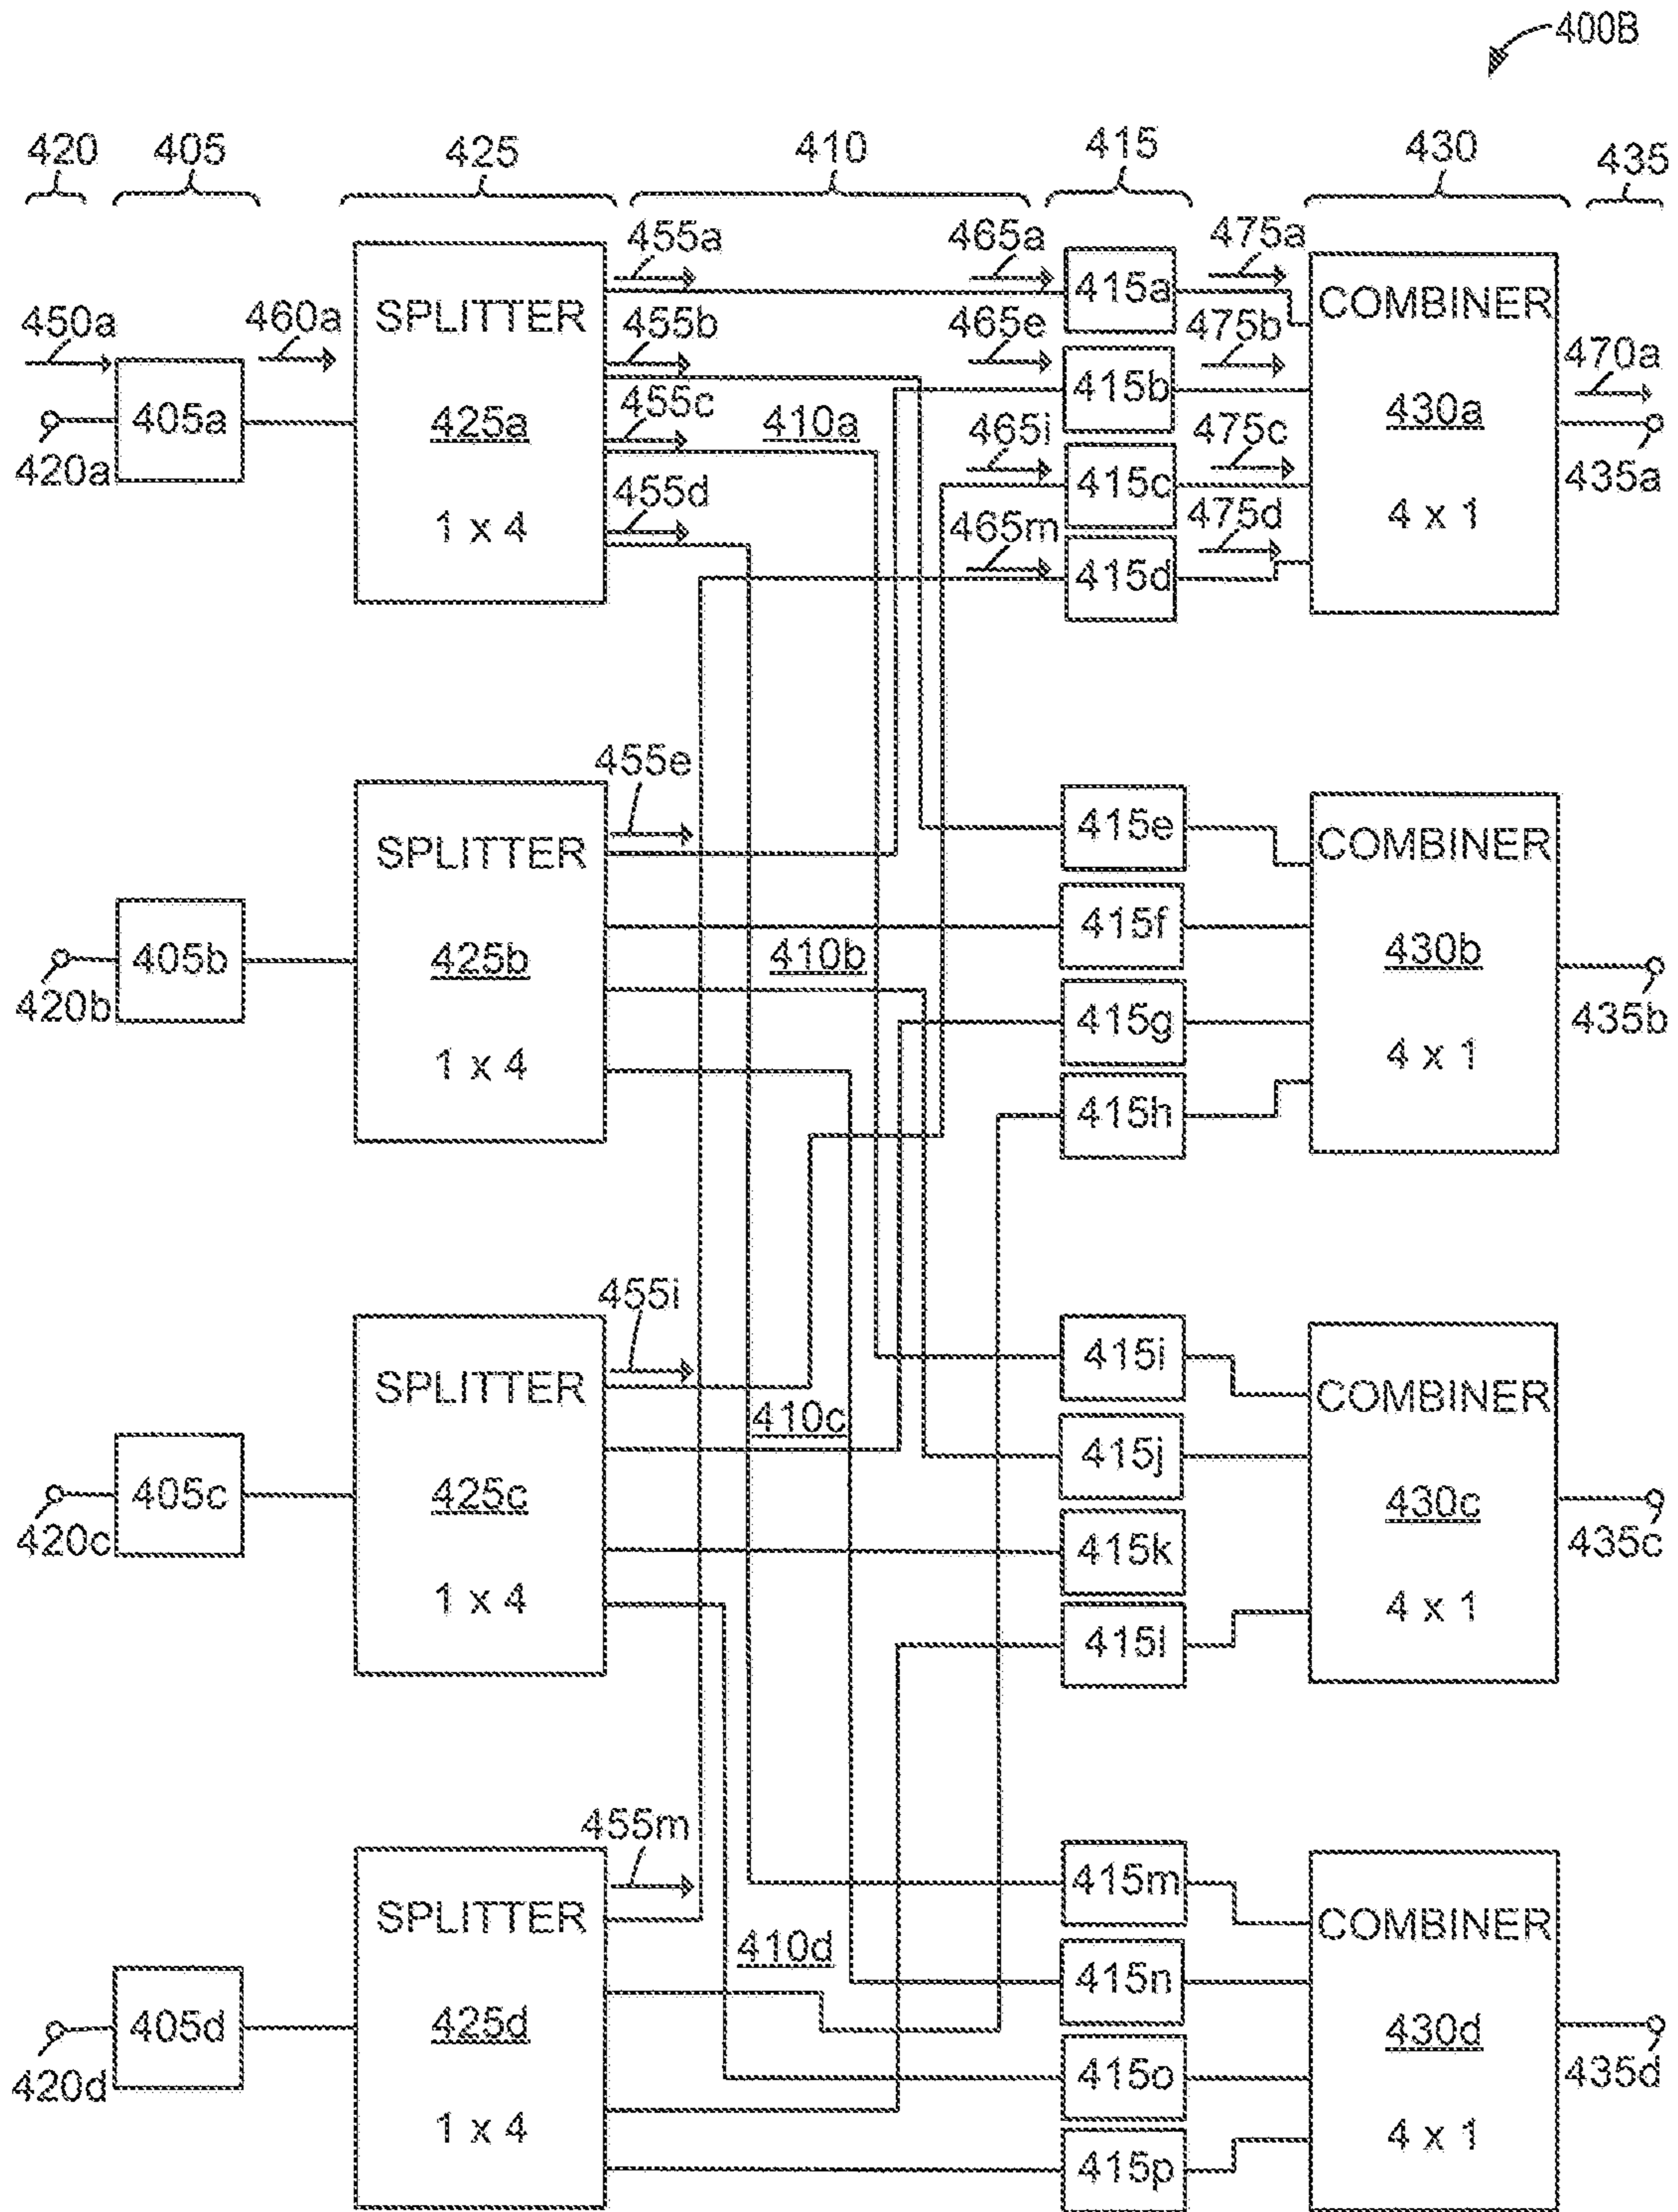 400B
420 405 425 410 415 430 435
455a 465a 475a
450a 460a SPLITTER 415a COMBINER
455b 465e 475b 470a
405a 425a 455c 410a 415b 430a
420a 465i 415c 475c 435a
455d
1 x 4 465m 475d 4 x 1
415d
455e
SPLITTER 415e COMBINER
405b 425b 410b 415f 430b
420b 415g 435b
1 x 4 4 x 1
415h
455i
SPLITTER 415i COMBINER
410c
405c 425c 415j 430c
420c 415k 435c
1 x 4 4 x 1
415l
455m
SPLITTER 415m COMBINER
410d
405d 425d 415n 430d
420d 415o 435d
1 x 4 4 x 1
415p